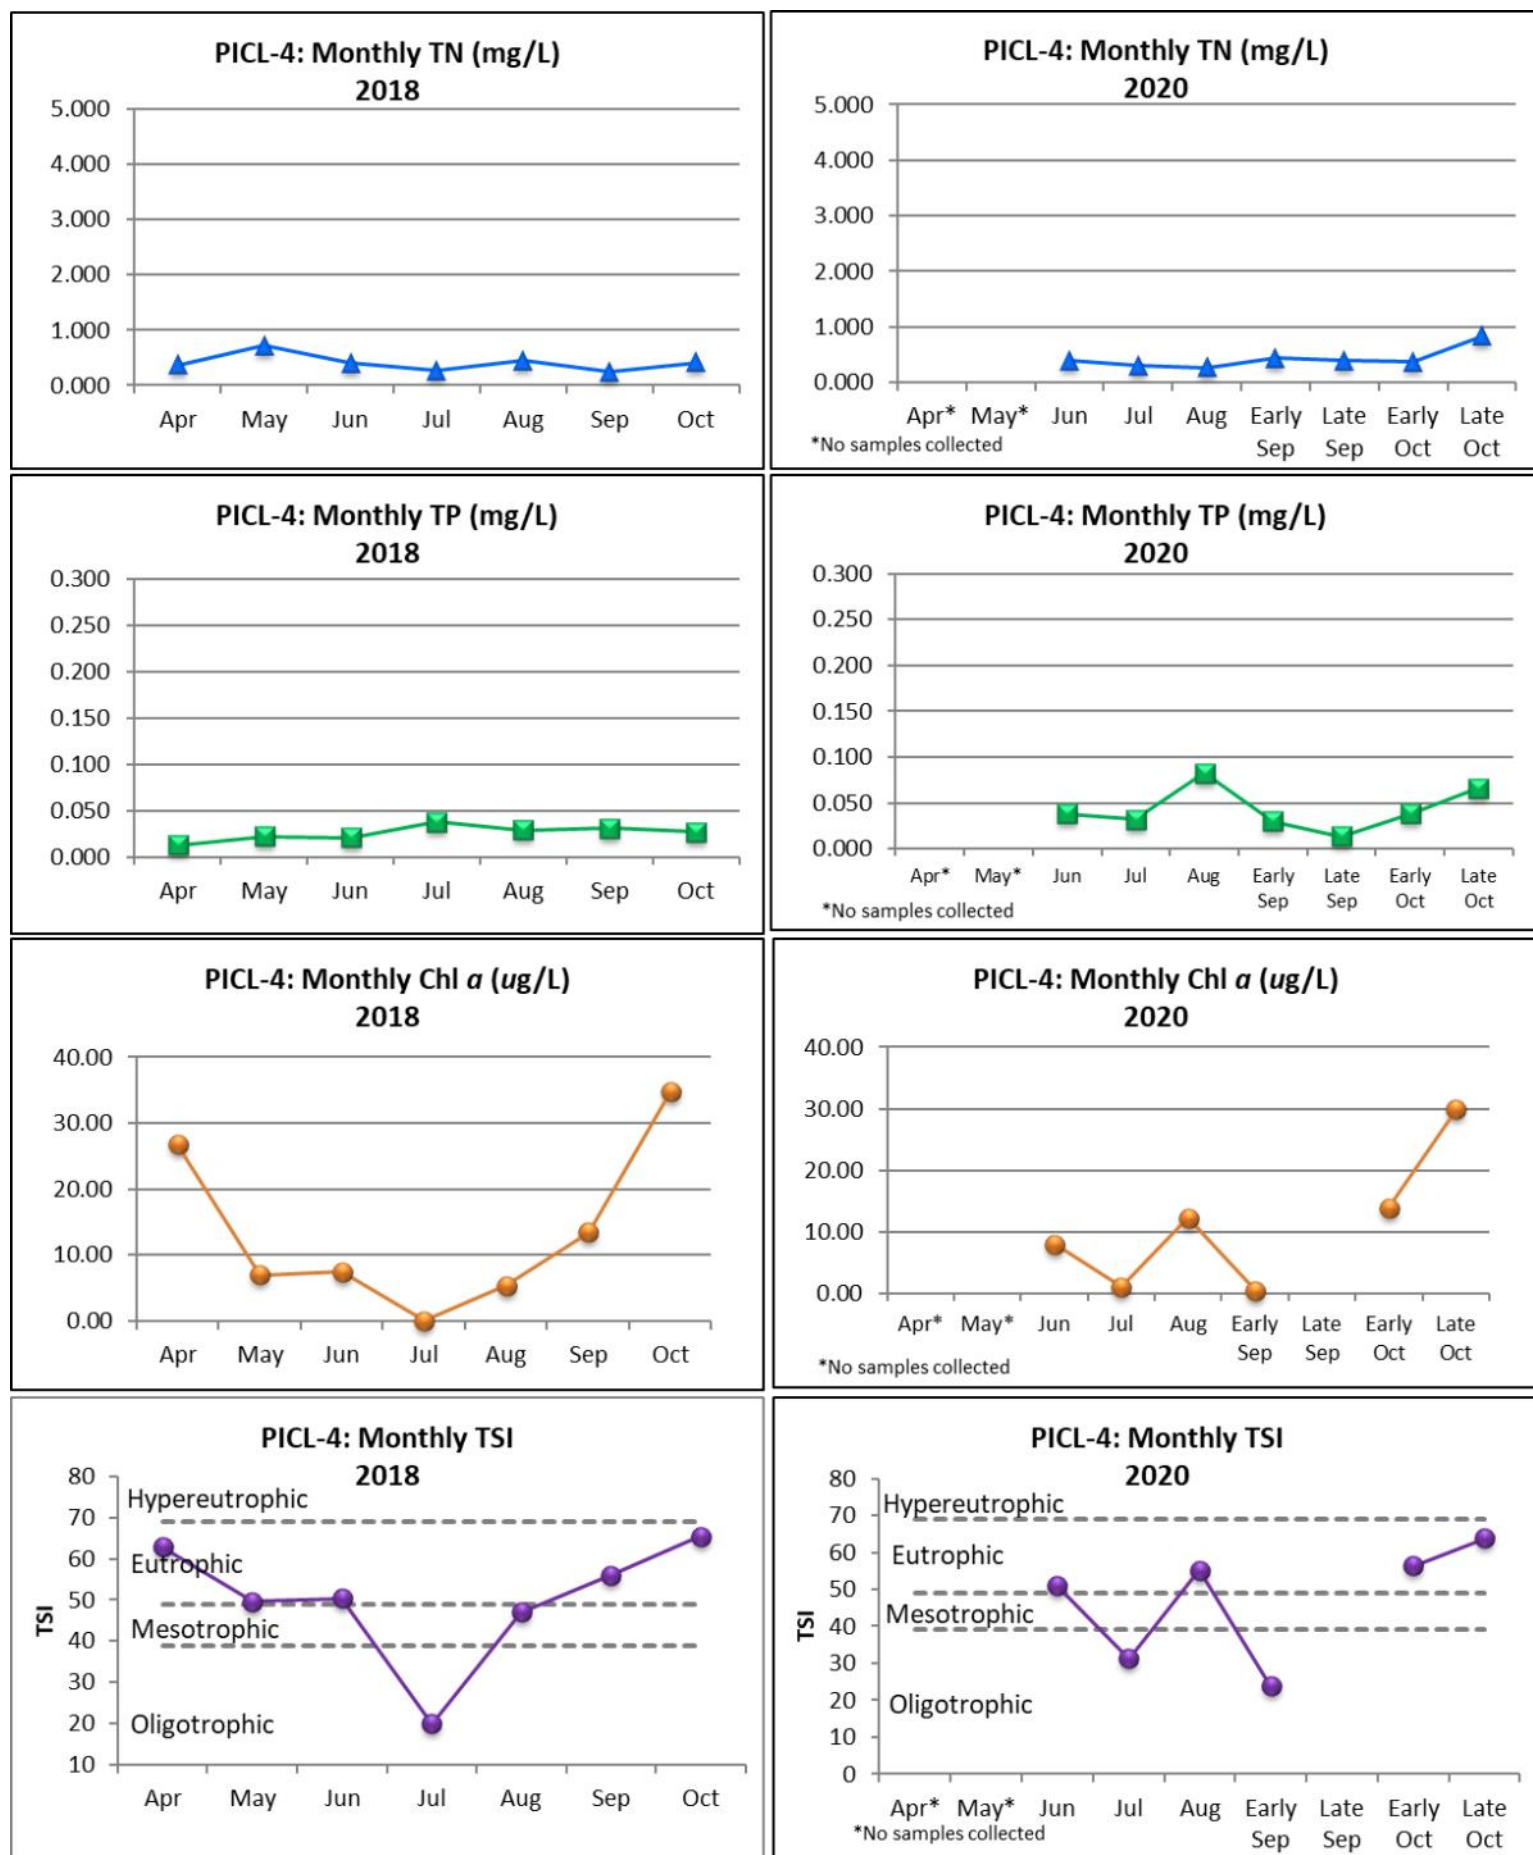 PICL-4: Monthly TN (mg/L)
2018
5.000
4.000
3.000
2.000
1.000
0.000
Apr May Jun Jul Aug Sep Oct
PICL-4: Monthly TN (mg/L)
2020
5.000
4.000
3.000
2.000
1.000
0.000
Apr* May* Jun Jul Aug Early Late Early Late
Sep Sep Oct Oct
*No samples collected
PICL-4: Monthly TP (mg/L)
2018
0.300
0.250
0.200
0.150
0.100
0.050
0.000
Apr May Jun Jul Aug Sep Oct
PICL-4: Monthly TP (mg/L)
2020
0.300
0.250
0.200
0.150
0.100
0.050
0.000
Apr* May* Jun Jul Aug Early Late Early Late
Sep Sep Oct Oct
*No samples collected
PICL-4: Monthly Chl a (ug/L)
2018
40.00
30.00
20.00
10.00
0.00
Apr May Jun Jul Aug Sep Oct
PICL-4: Monthly Chl a (ug/L)
2020
40.00
30.00
20.00
10.00
0.00
Apr* May* Jun Jul Aug Early Late Early Late
Sep Sep Oct Oct
*No samples collected
PICL-4: Monthly TSI
2018
80
70
60
50
40
30
20
10
TSI
Hypereutrophic
Eutrophic
Mesotrophic
Oligotrophic
Apr May Jun Jul Aug Sep Oct
PICL-4: Monthly TSI
2020
80
70
60
50
40
30
20
10
0
TSI
Hypereutrophic
Eutrophic
Mesotrophic
Oligotrophic
Apr* May* Jun Jul Aug Early Late Early Late
Sep Sep Oct Oct
*No samples collected